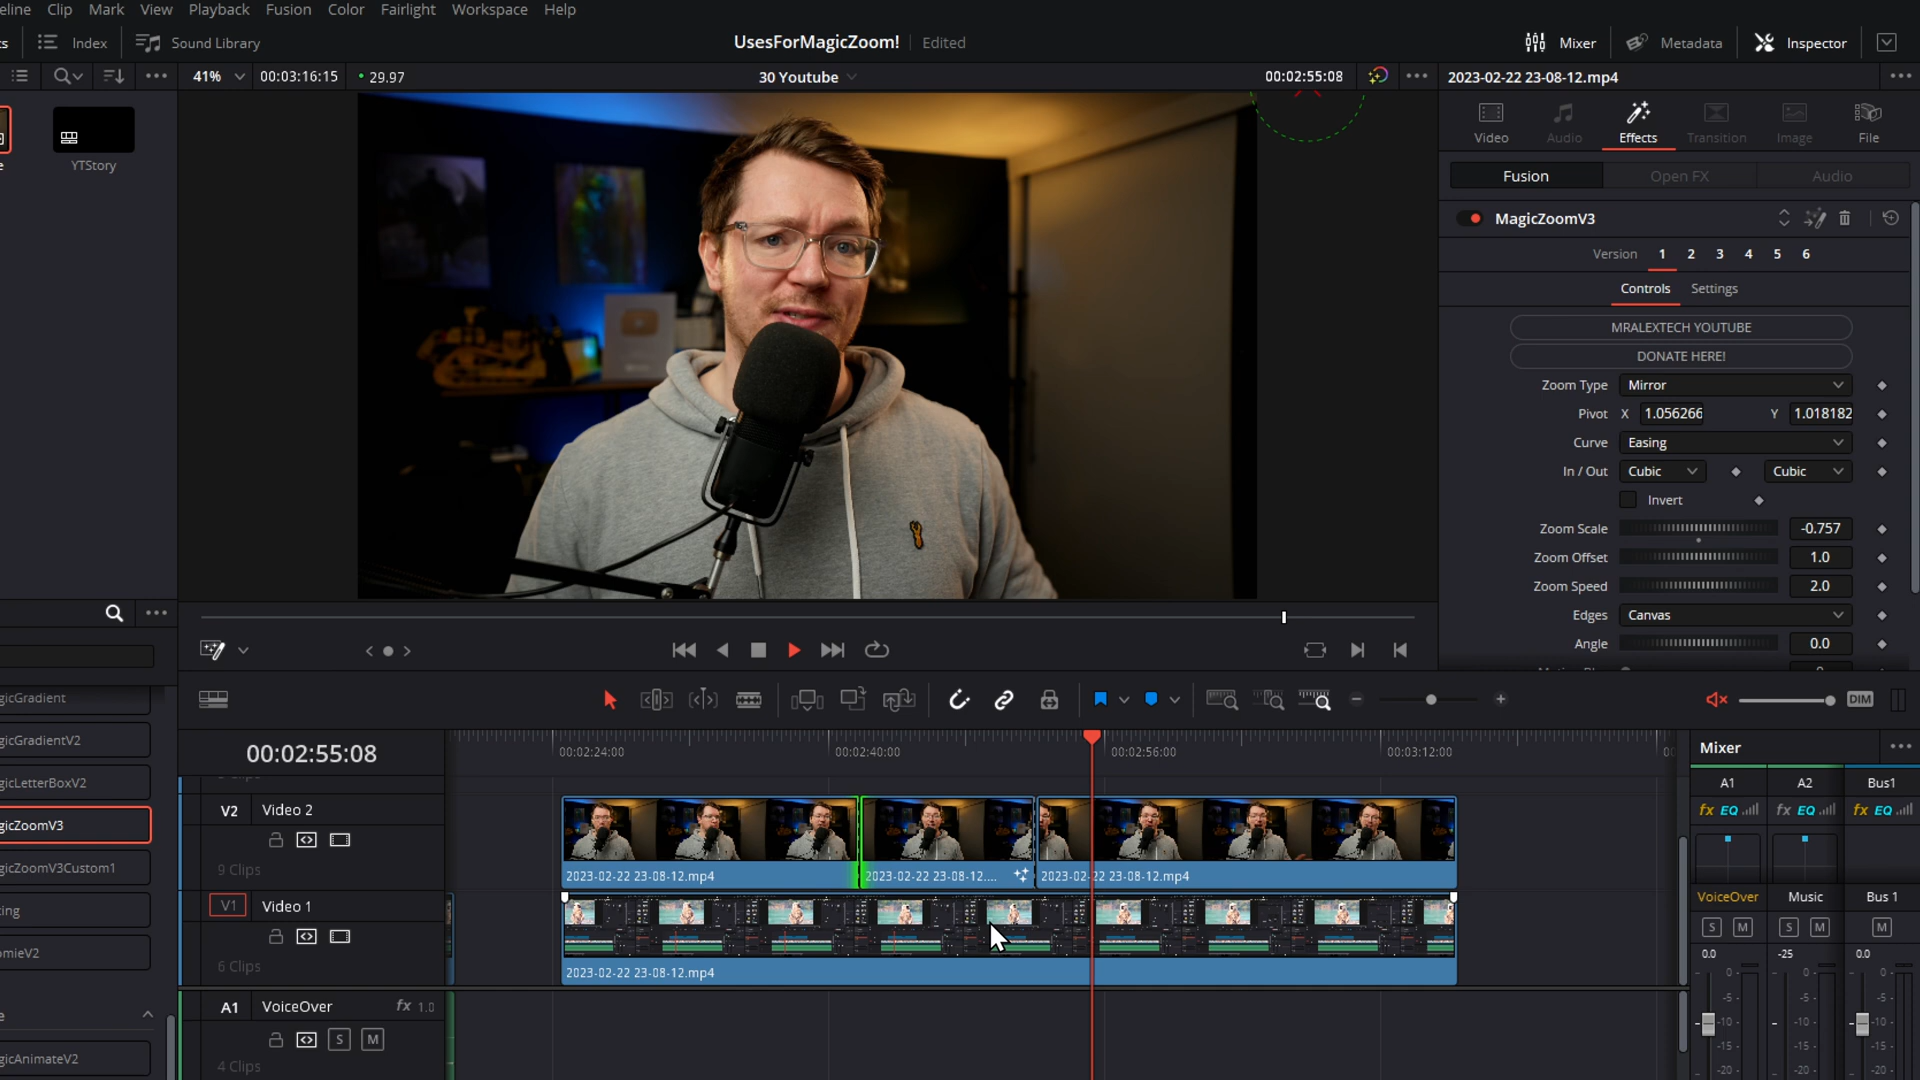 eline Clip Mark View Playback Fusion Color Fairlight Workspace Help
ts Index Sound Library UsesForMagicZoom! Edited Mixer Metadata Inspector
41% 00:03:16:15 29.97 30 Youtube 00:02:55:08 2023-02-22 23-08-12.mp4
e YTStory
Video Audio Effects Transition Image File
Fusion Open FX Audio
MagicZoomV3
Version 1 2 3 4 5 6
Controls Settings
MRALEXTECH YOUTUBE
DONATE HERE!
Zoom Type Mirror
Pivot X 1.056266 Y 1.018182
Curve Easing
In / Out Cubic Cubic
Invert
Zoom Scale -0.757
Zoom Offset 1.0
Zoom Speed 2.0
Edges Canvas
Angle 0.0
DIM
gicGradient
gicGradientV2
gicLetterBoxV2
gicZoomV3
gicZoomV3Custom1
ting
omieV2
e
gicAnimateV2
00:02:55:08 00:02:24:00 00:02:40:00 00:02:56:00 00:03:12:00 00
V2 Video 2
9 Clips
2023-02-22 23-08-12.mp4 2023-02-22 23-08-12.... 2023-02-22 23-08-12.mp4
V1 Video 1
6 Clips
2023-02-22 23-08-12.mp4
A1 VoiceOver fx 1.0
S M
4 Clips
Mixer
A1 A2 Bus1
fx EQ fx EQ fx EQ
VoiceOver Music Bus 1
S M S M M
0.0 -25 0.0
0 0 0
-5 -5 -5
-10 -10 -10
-15 -15 -15
-20 -20 -20